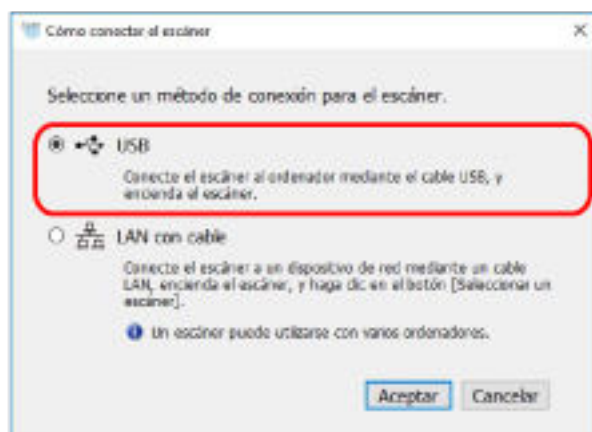 Cómo conectar el escáner
Seleccione un método de conexión para el escáner.
USB
Conecte el escáner al ordenador mediante el cable USB, y
encienda el escáner.
LAN con cable
Conecte el escáner a un dispositivo de red mediante un cable
LAN, encienda el escáner, y haga clic en el botón [Seleccionar un
escáner].
Un escáner puede utilizarse con varios ordenadores.
Aceptar Cancelar